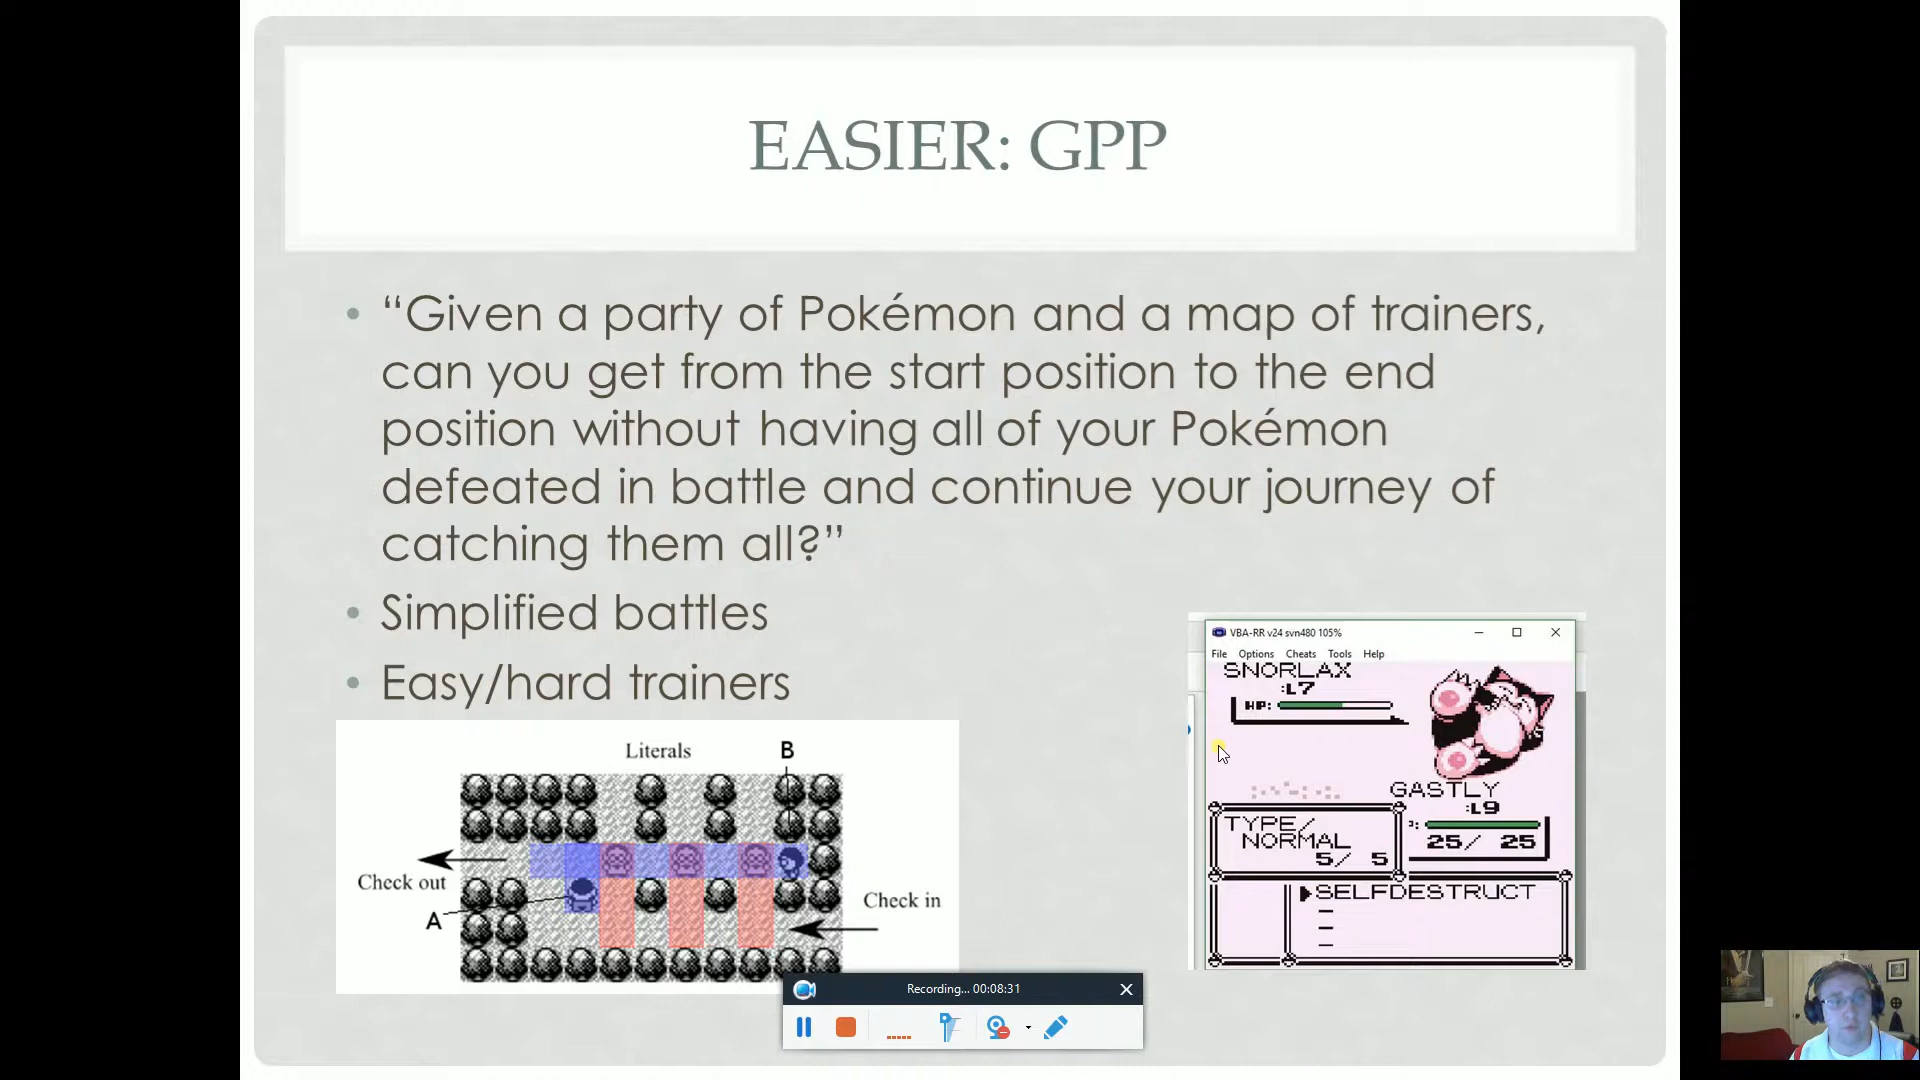 EASIER: GPP
• “Given a party of Pokémon and a map of trainers,
can you get from the start position to the end
position without having all of your Pokémon
defeated in battle and continue your journey of
catching them all?”
• Simplified battles
• Easy/hard trainers
Literals
B
Check out
A
Check in
VBA-RR v24 svn480 105%
File Options Cheats Tools Help
SNORLAX
:L7
HP:
GASTLY
:L9
25/ 25
TYPE/
NORMAL
5/ 5
SELFDESTRUCT
Recording... 00:08:31